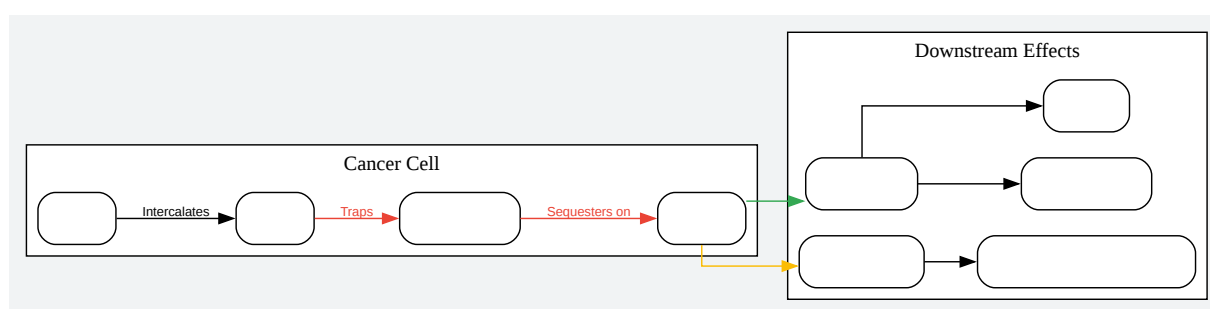 Downstream Effects
Cancer Cell
Intercalates
Traps
Sequesters on